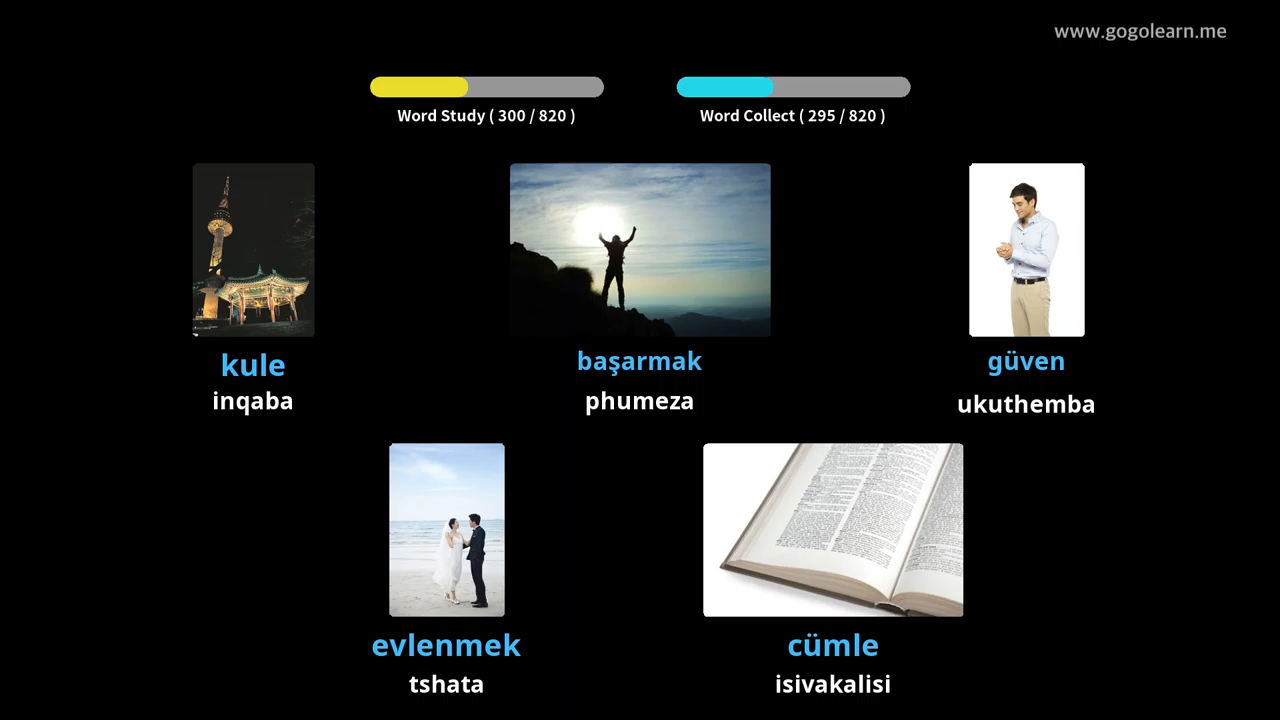 www.gogolearn.me
Word Study ( 300 / 820 )
Word Collect ( 295 / 820 )
kule
inqaba
başarmak
phumeza
güven
ukuthemba
evlenmek
tshata
cümle
isivakalisi